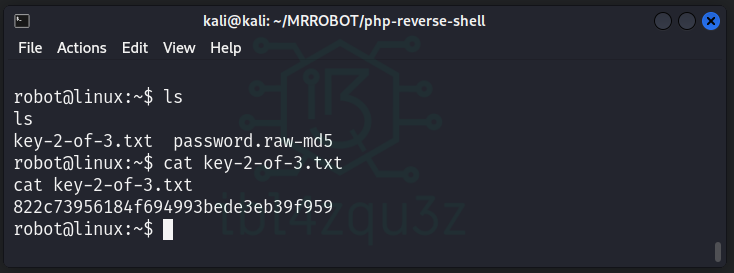 kali@kali: ~/MRROBOT/php-reverse-shell
File Actions Edit View Help
robot@linux:~$ ls
ls
key-2-of-3.txt password.raw-md5
robot@linux:~$ cat key-2-of-3.txt
cat key-2-of-3.txt
822c73956184f694993bede3eb39f959
robot@linux:~$
lbl4zqu3z